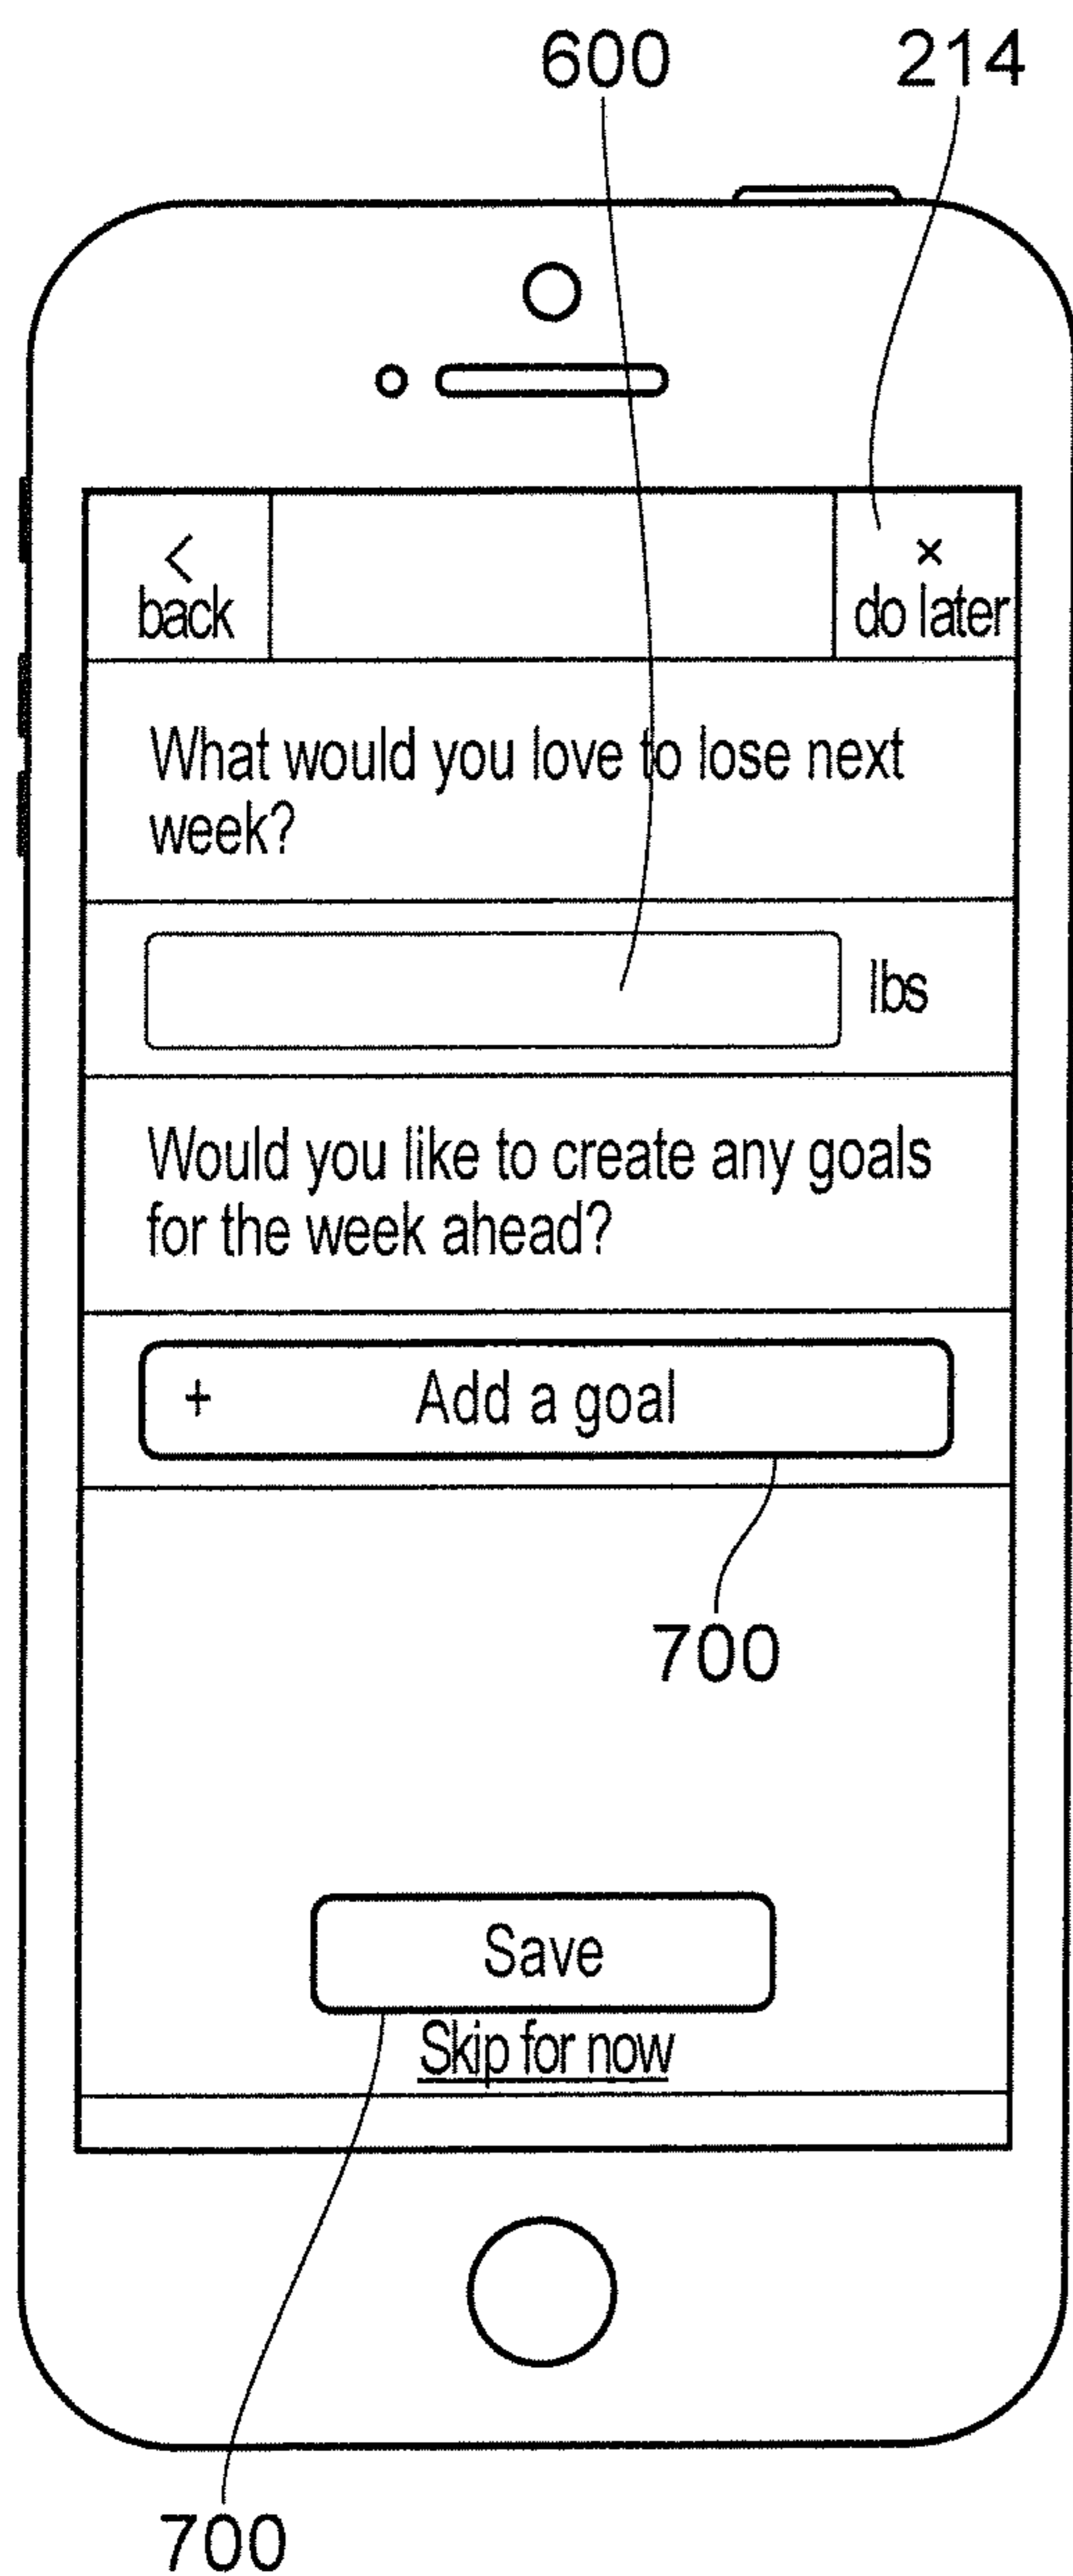 600 214
<
back
×
do later
What would you love to lose next
week?
lbs
Would you like to create any goals
for the week ahead?
+ Add a goal
700
Save
Skip for now
700